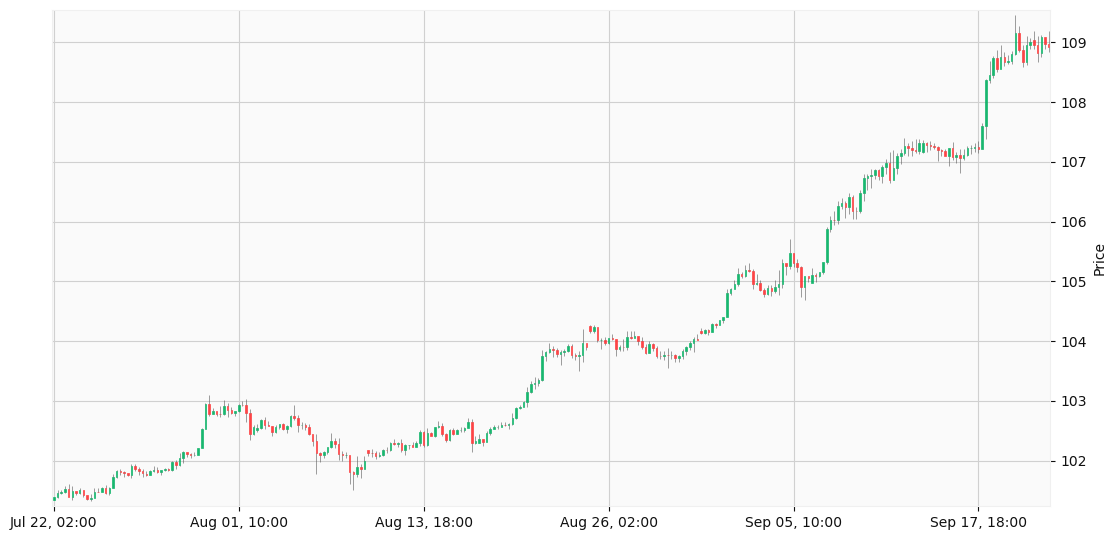 109
108
107
106
105
104
103
102
Price
Jul 22, 02:00
Aug 01, 10:00
Aug 13, 18:00
Aug 26, 02:00
Sep 05, 10:00
Sep 17, 18:00